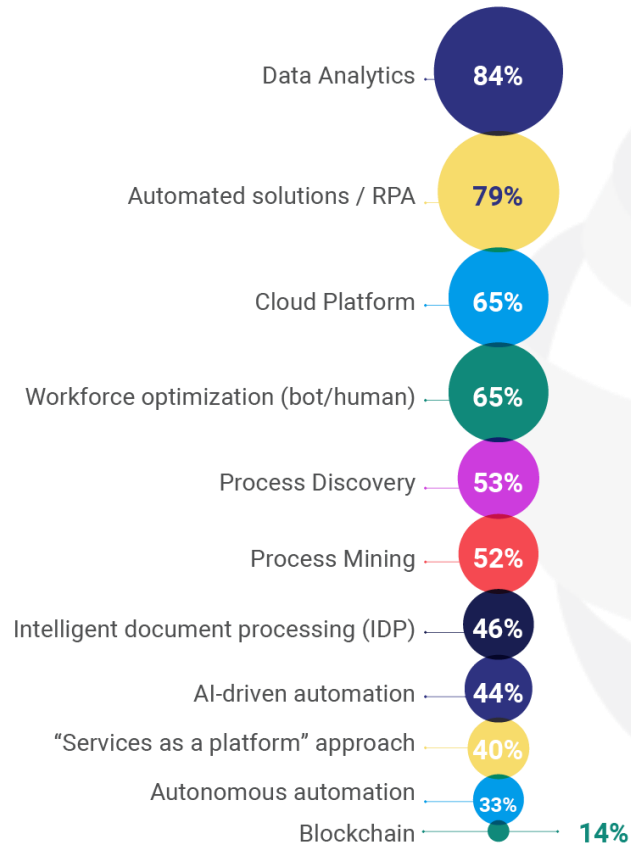 Data Analytics 84%
Automated solutions / RPA 79%
Cloud Platform 65%
Workforce optimization (bot/human) 65%
Process Discovery 53%
Process Mining 52%
Intelligent document processing (IDP) 46%
AI-driven automation 44%
“Services as a platform” approach 40%
Autonomous automation 33%
Blockchain 14%